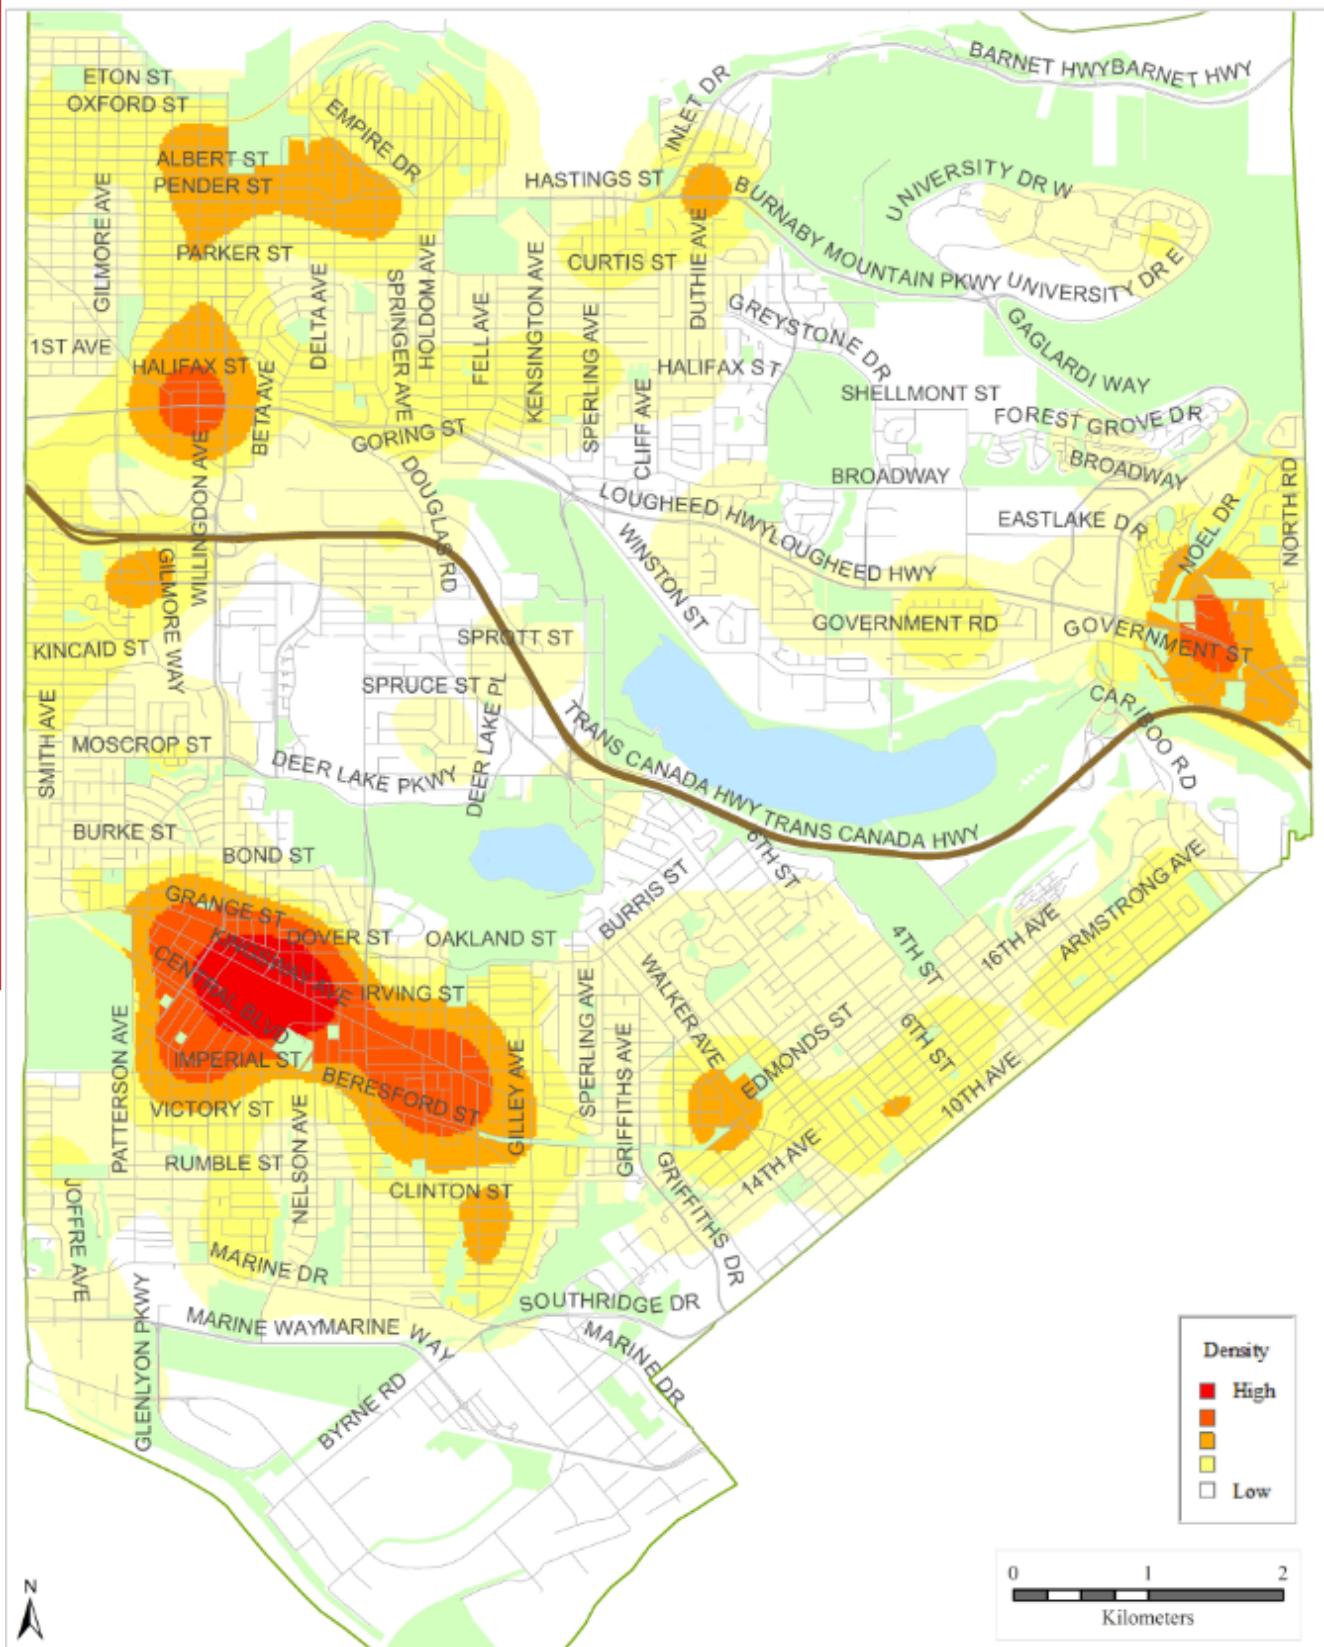 BARNET HWY
BARNET HWY
ETON ST
OXFORD ST
INLET DR
EMPIRE DR
ALBERT ST
PENDER ST
HASTINGS ST
UNIVERSITY DR W
GILMORE AVE
BURNABY MOUNTAIN PKWY
DUTHIE AVE
PARKER ST
CURTIS ST
UNIVERSITY DR E
DELTA AVE
SPRINGER AVE
HOLDOM AVE
FELL AVE
KENSINGTON AVE
SPERLING AVE
GREYSTONE DR
GAGLARDI WAY
1ST AVE
HALIFAX ST
HALIFAX ST
BETA AVE
CLIFF AVE
SHELLMONT ST
FOREST GROVE DR
GORING ST
WILLINGDON AVE
DOUGLAS RD
BROADWAY
BROADWAY
NORTH RD
LOUGHEED HWY
LOUGHEED HWY
EASTLAKE DR
NOEL DR
WINSTON ST
GILMORE WAY
KINCAID ST
SPROTT ST
GOVERNMENT RD
GOVERNMENT ST
SPRUCE ST
DEER LAKE PL
CARIBOO RD
SMITH AVE
MOSCROP ST
DEER LAKE PKWY
TRANS CANADA HWY
TRANS CANADA HWY
BURKE ST
BOND ST
6TH ST
BURRIS ST
ARMSTRONG AVE
GRANGE ST
KINGSWAY AVE
DOVER ST
OAKLAND ST
16TH AVE
4TH ST
CENTRAL BLVD
IRVING ST
WALKER AVE
SPERLING AVE
GRIFFITHS AVE
EDMONDS ST
6TH ST
PATTERSON AVE
IMPERIAL ST
BERESFORD ST
GILLEY AVE
10TH AVE
VICTORY ST
NELSON AVE
RUMBLE ST
CLINTON ST
14TH AVE
GRIFFITHS DR
JOFFRE AVE
MARINE DR
GLENLYON PKWY
SOUTHRIDGE DR
MARINE WAY
MARINE WAY
MARINE DR
BYRNE RD
Density
High
Low
N
0 1 2
Kilometers